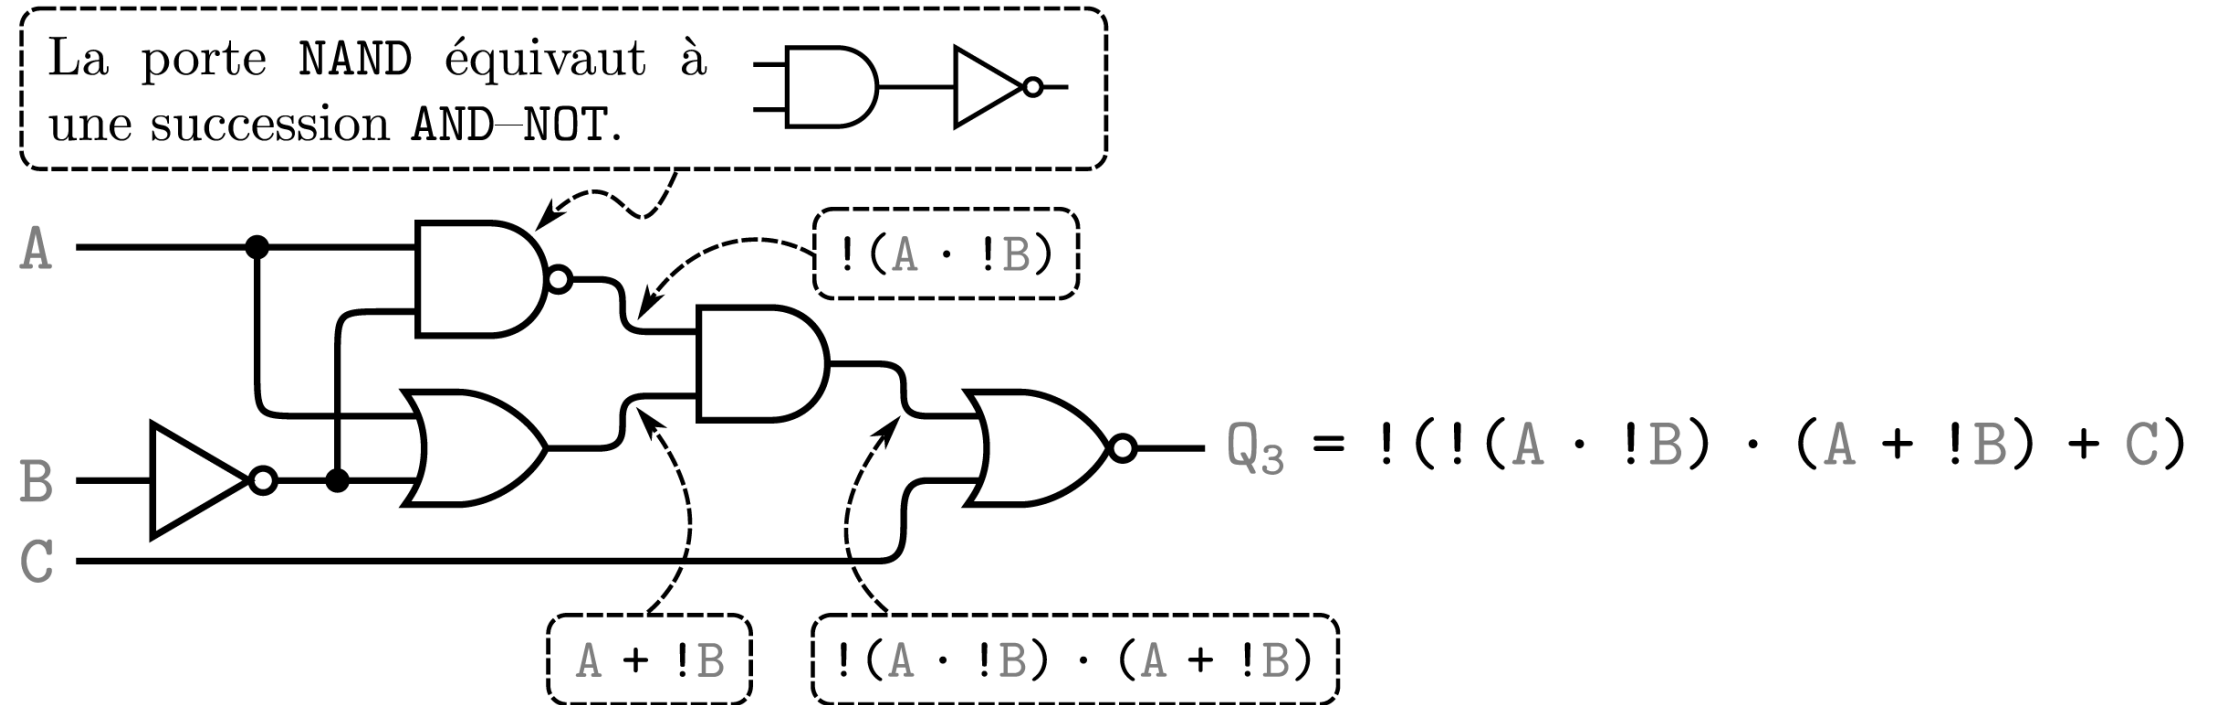 La porte NAND équivaut à
une succession AND–NOT.
A
!(A · !B)
B
Q3 = !(!(A · !B) · (A + !B) + C)
C
A + !B
!(A · !B) · (A + !B)